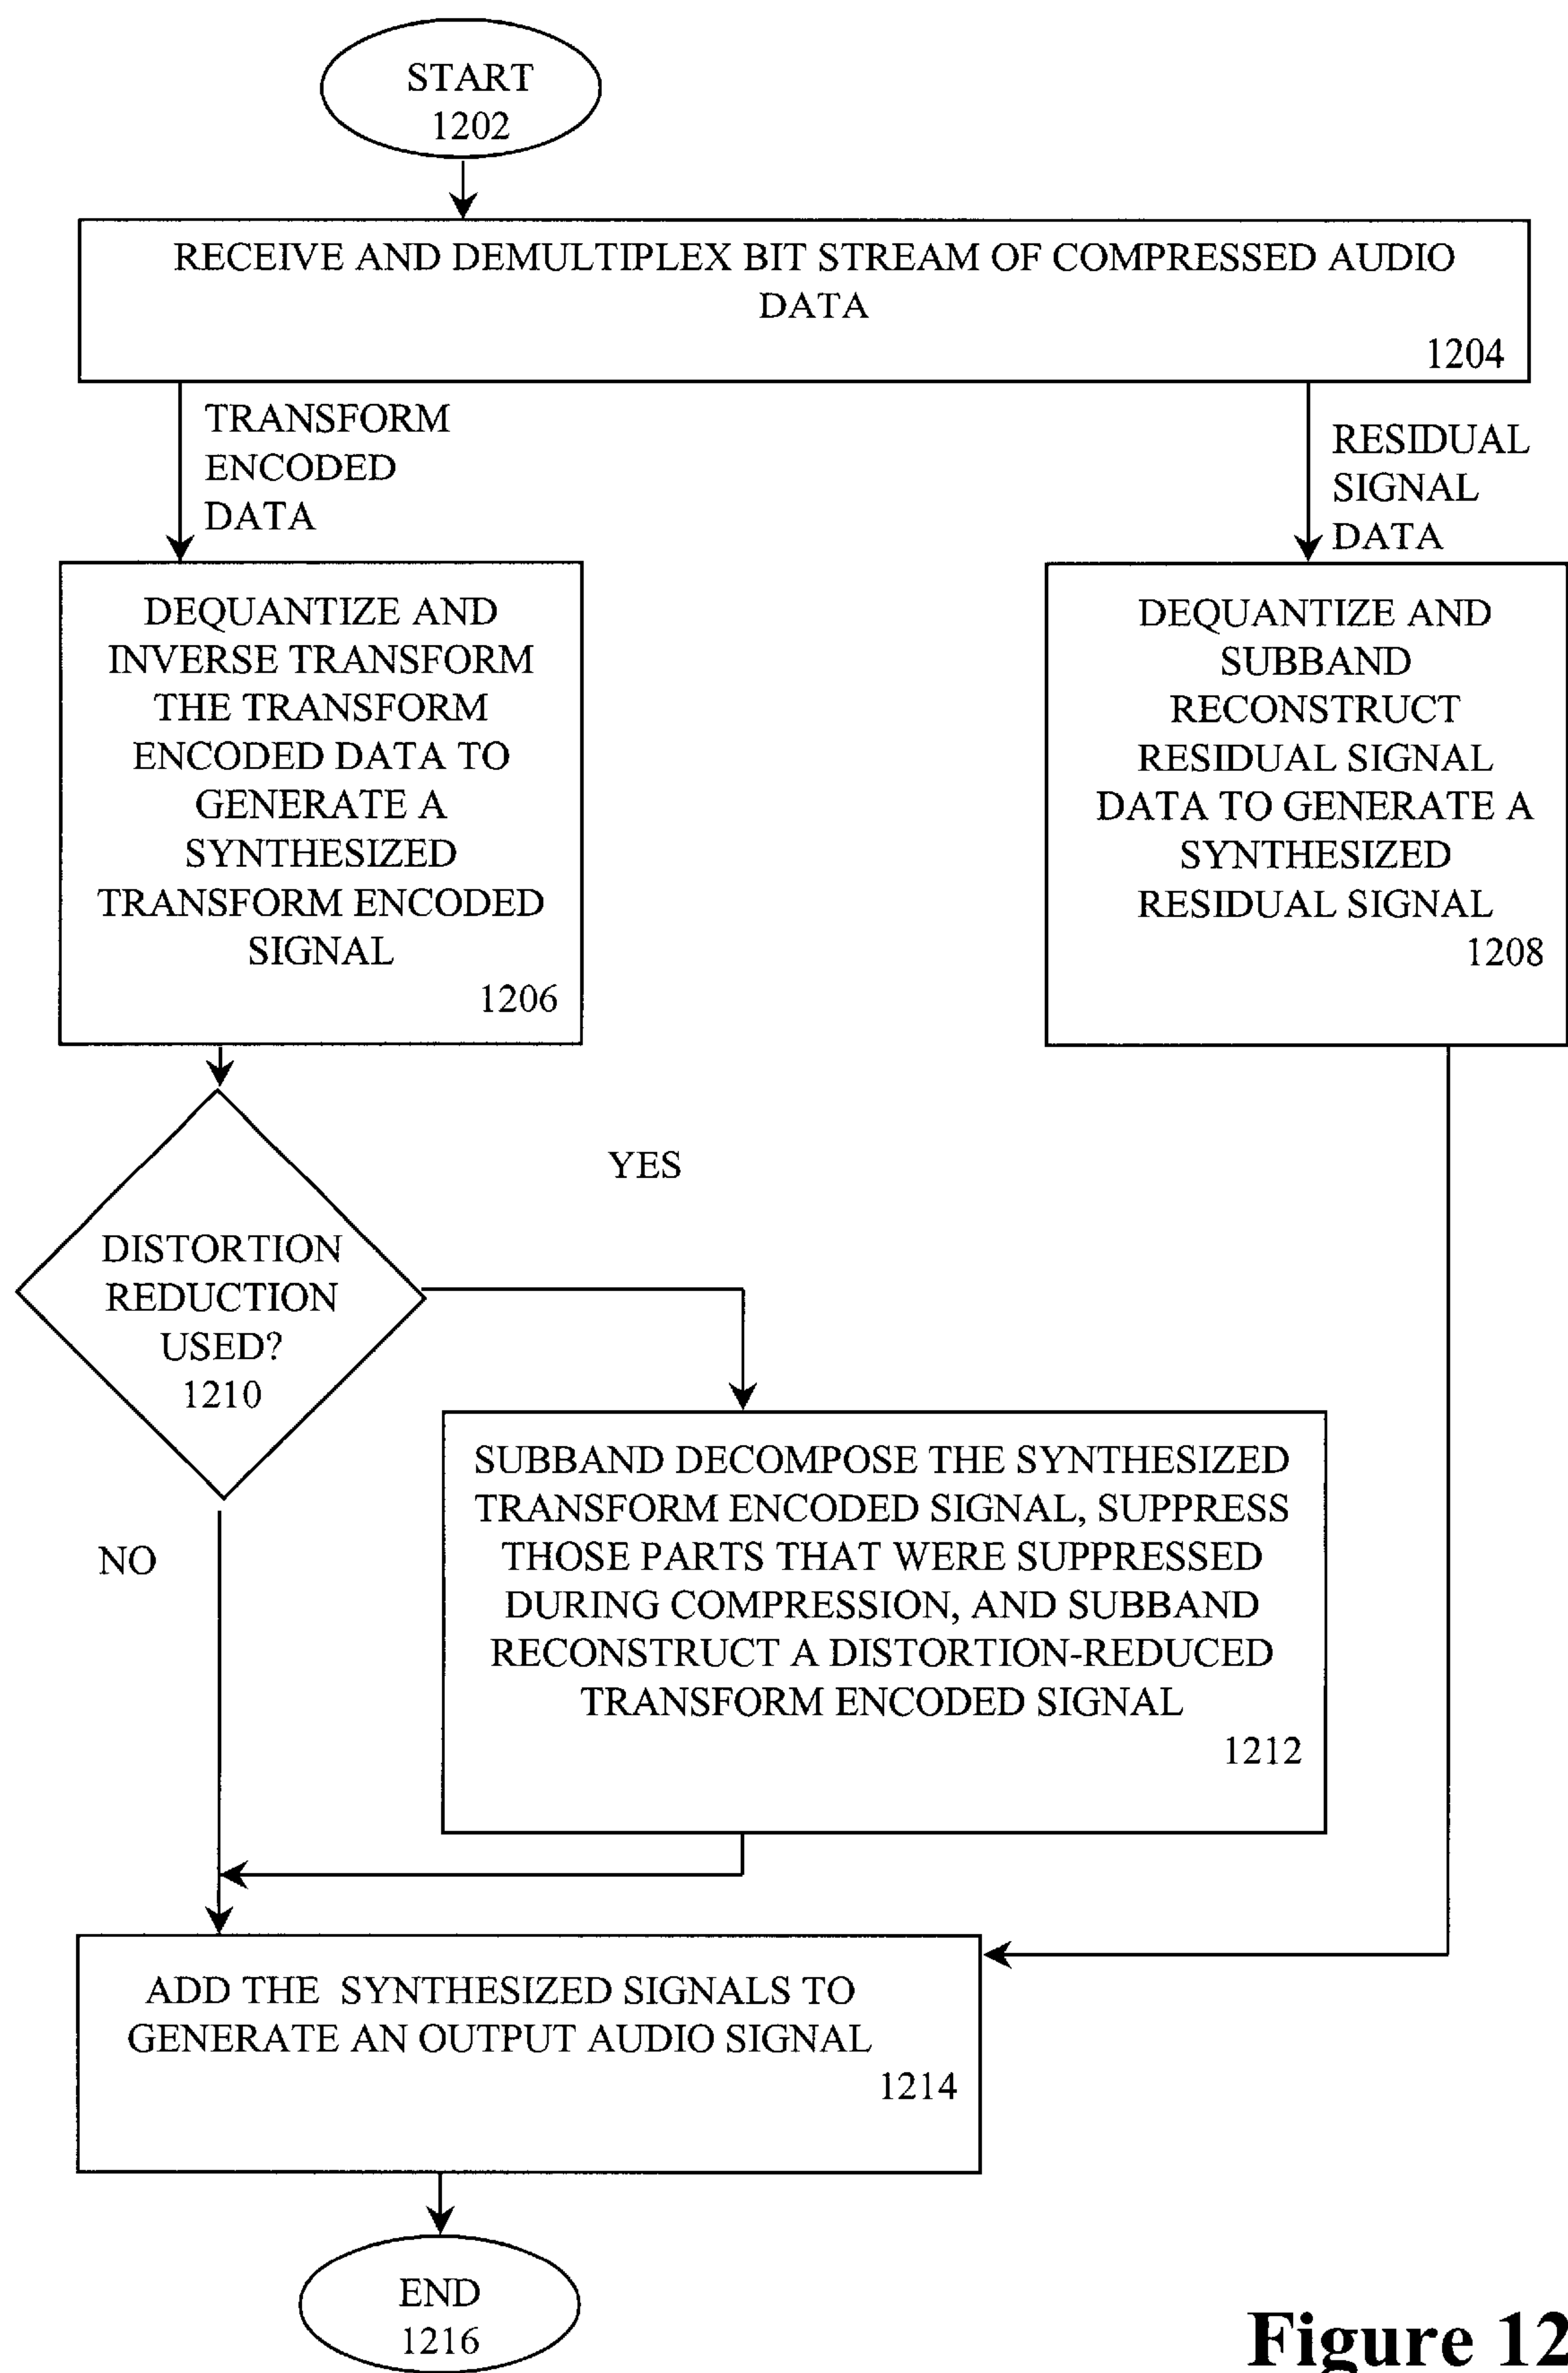 START
1202
RECEIVE AND DEMULTIPLEX BIT STREAM OF COMPRESSED AUDIO
DATA
1204
TRANSFORM
ENCODED
DATA
RESIDUAL
SIGNAL
DATA
DEQUANTIZE AND
INVERSE TRANSFORM
THE TRANSFORM
ENCODED DATA TO
GENERATE A
SYNTHESIZED
TRANSFORM ENCODED
SIGNAL
1206
DEQUANTIZE AND
SUBBAND
RECONSTRUCT
RESIDUAL SIGNAL
DATA TO GENERATE A
SYNTHESIZED
RESIDUAL SIGNAL
1208
YES
DISTORTION
REDUCTION
USED?
1210
NO
SUBBAND DECOMPOSE THE SYNTHESIZED
TRANSFORM ENCODED SIGNAL, SUPPRESS
THOSE PARTS THAT WERE SUPPRESSED
DURING COMPRESSION, AND SUBBAND
RECONSTRUCT A DISTORTION-REDUCED
TRANSFORM ENCODED SIGNAL
1212
ADD THE SYNTHESIZED SIGNALS TO
GENERATE AN OUTPUT AUDIO SIGNAL
1214
END
1216
Figure 12